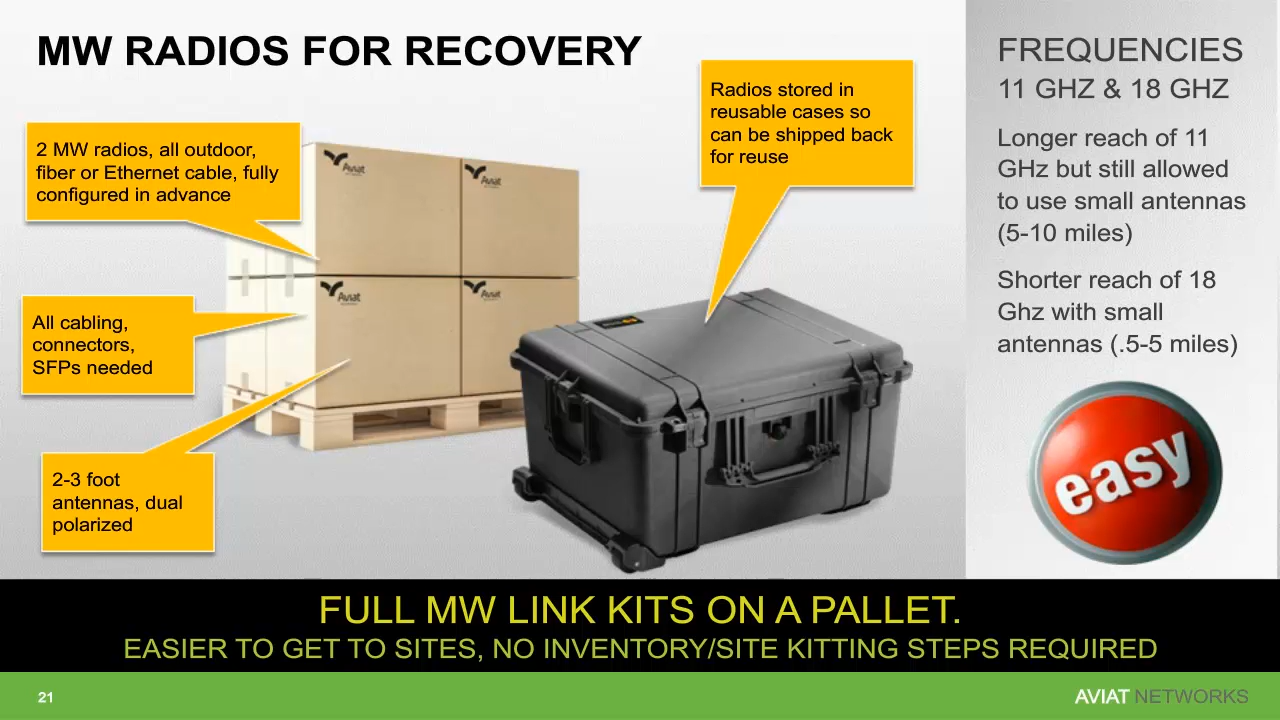 MW RADIOS FOR RECOVERY
2 MW radios, all outdoor,
fiber or Ethernet cable, fully
configured in advance
All cabling,
connectors,
SFPs needed
2-3 foot
antennas, dual
polarized
Radios stored in
reusable cases so
can be shipped back
for reuse
Aviat
Aviat
Aviat
Aviat
FREQUENCIES
11 GHZ & 18 GHZ
Longer reach of 11
GHz but still allowed
to use small antennas
(5-10 miles)
Shorter reach of 18
Ghz with small
antennas (.5-5 miles)
easy
FULL MW LINK KITS ON A PALLET.
EASIER TO GET TO SITES, NO INVENTORY/SITE KITTING STEPS REQUIRED
21
AVIAT NETWORKS